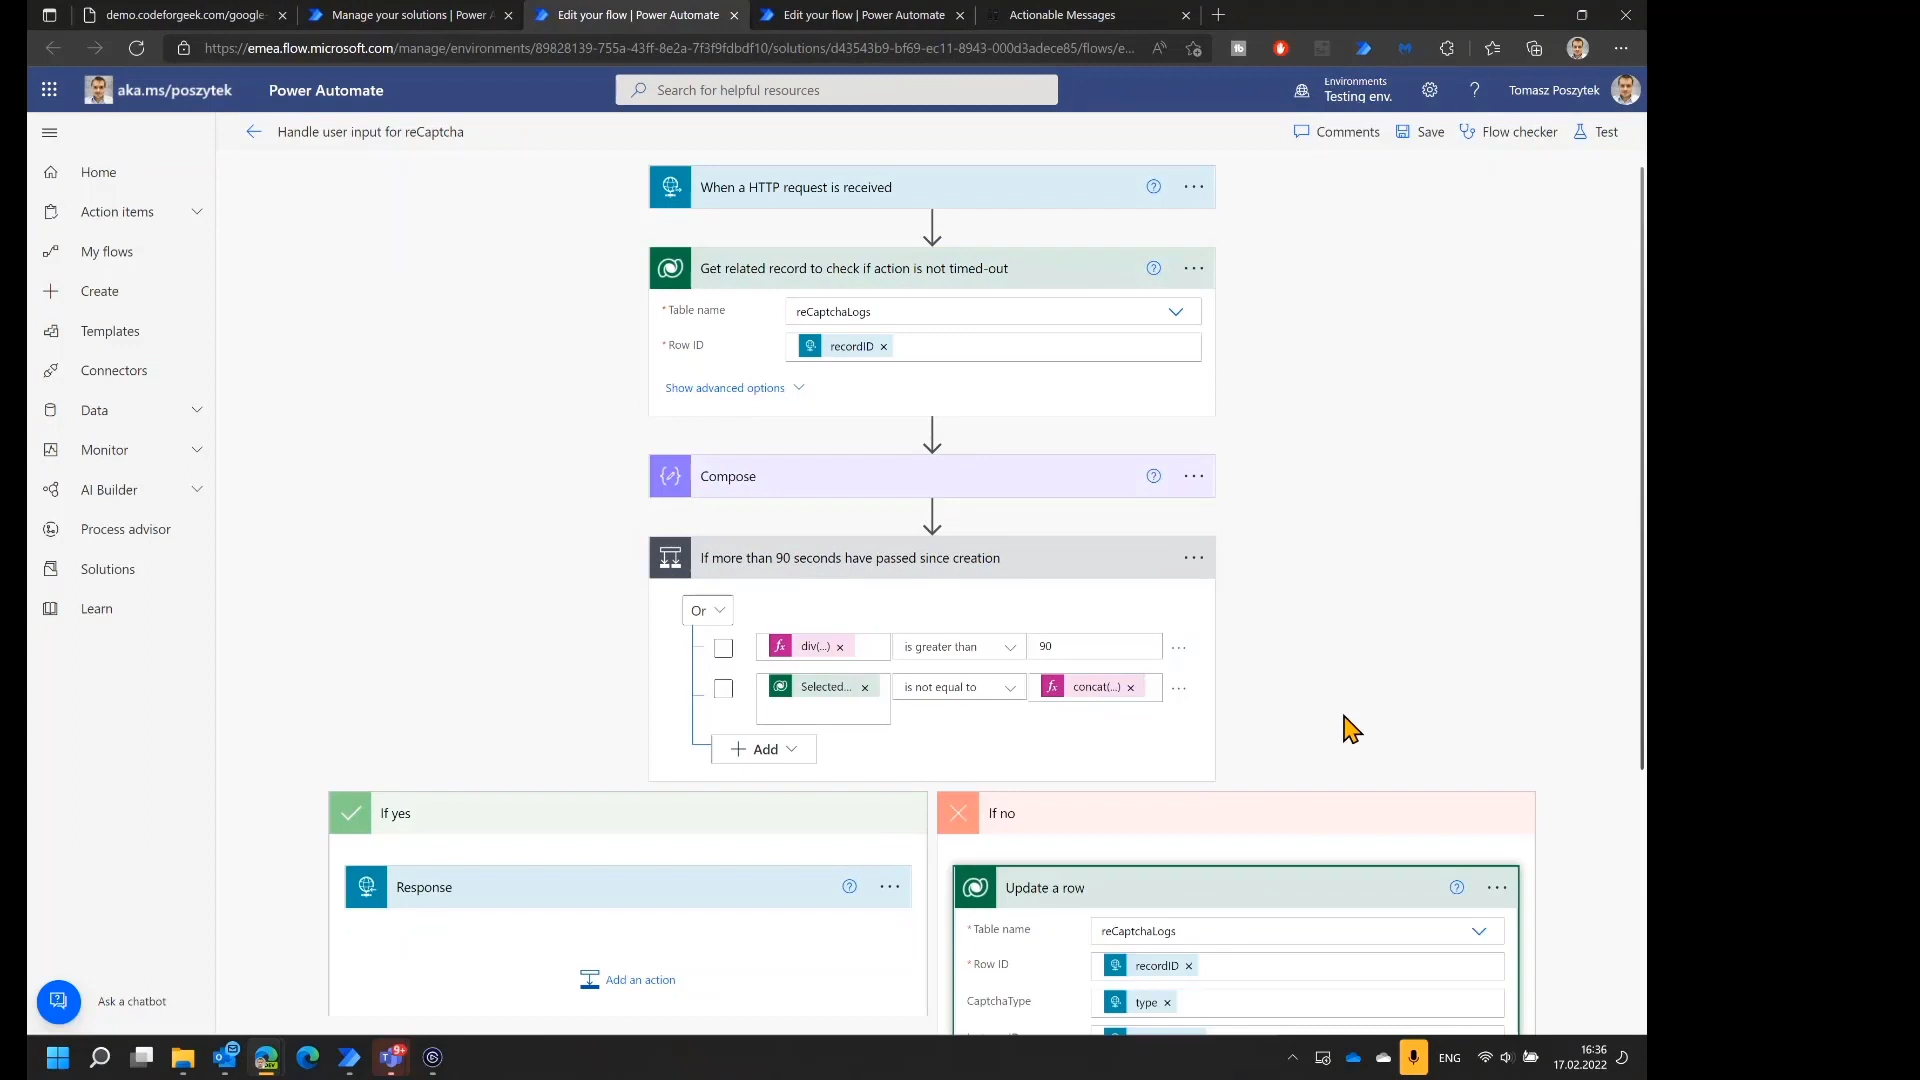 demo.codeforgeek.com/google-
Manage your solutions | Power A
Edit your flow | Power Automate
Edit your flow | Power Automate
Actionable Messages
https://emea.flow.microsoft.com/manage/environments/89828139-755a-43ff-8e2a-7f3f9fdbdf10/solutions/d43543b9-bf69-ec11-8943-000d3adece85/flows/e...
aka.ms/poszytek
Power Automate
Search for helpful resources
Environments
Testing env.
Tomasz Poszytek
Handle user input for reCaptcha
Comments
Save
Flow checker
Test
Home
Action items
My flows
Create
Templates
Connectors
Data
Monitor
AI Builder
Process advisor
Solutions
Learn
Ask a chatbot
When a HTTP request is received
Get related record to check if action is not timed-out
* Table name
reCaptchaLogs
* Row ID
recordID
Show advanced options
Compose
If more than 90 seconds have passed since creation
Or
div(...)
is greater than
90
Selected...
is not equal to
concat(...)
Add
If yes
Response
Add an action
If no
Update a row
* Table name
reCaptchaLogs
* Row ID
recordID
CaptchaType
type
9+
ENG
16:36
17.02.2022